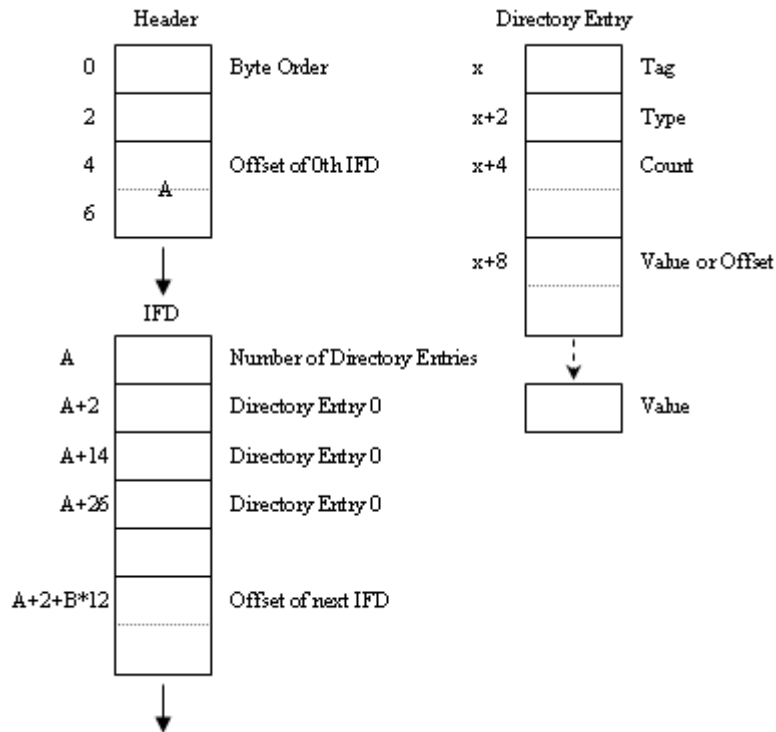 Header
0 Byte Order
2
4 Offset of 0th IFD
A
6
IFD
A Number of Directory Entries
A+2 Directory Entry 0
A+14 Directory Entry 0
A+26 Directory Entry 0
A+2+B*12 Offset of next IFD
Directory Entry
x Tag
x+2 Type
x+4 Count
x+8 Value or Offset
Value